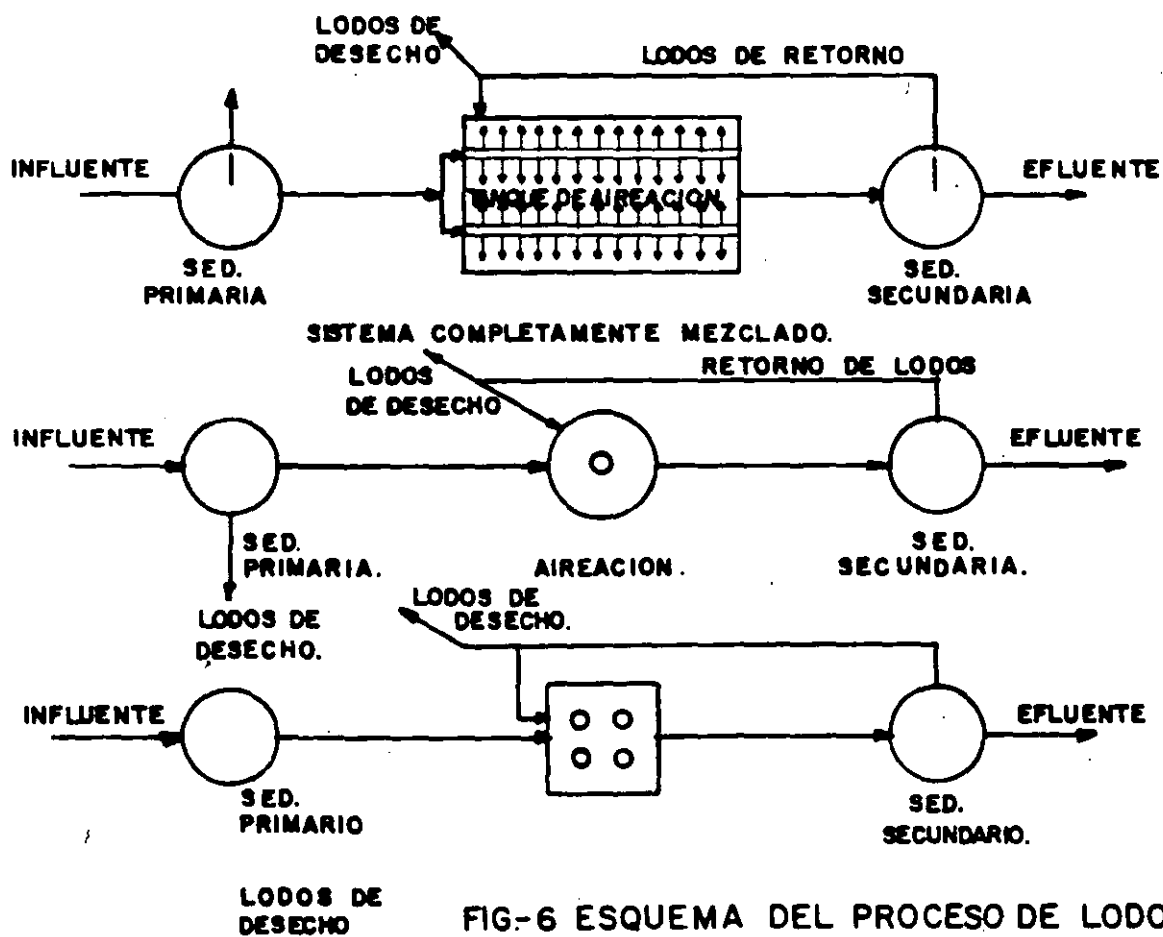 LODOS DE
DESECHO
LODOS DE RETORNO
INFLUENTE
EFLUENTE
TANQUE DE AIREACION
SED.
PRIMARIA
SED.
SECUNDARIA
SISTEMA COMPLETAMENTE MEZCLADO.
LODOS
DE DESECHO
RETORNO DE LODOS
INFLUENTE
EFLUENTE
SED.
PRIMARIA.
AIREACION.
SED.
SECUNDARIA.
LODOS DE
DESECHO.
LODOS DE
DESECHO.
INFLUENTE
EFLUENTE
SED.
PRIMARIO
SED.
SECUNDARIO.
LODOS DE
DESECHO
FIG-6 ESQUEMA DEL PROCESO DE LODO